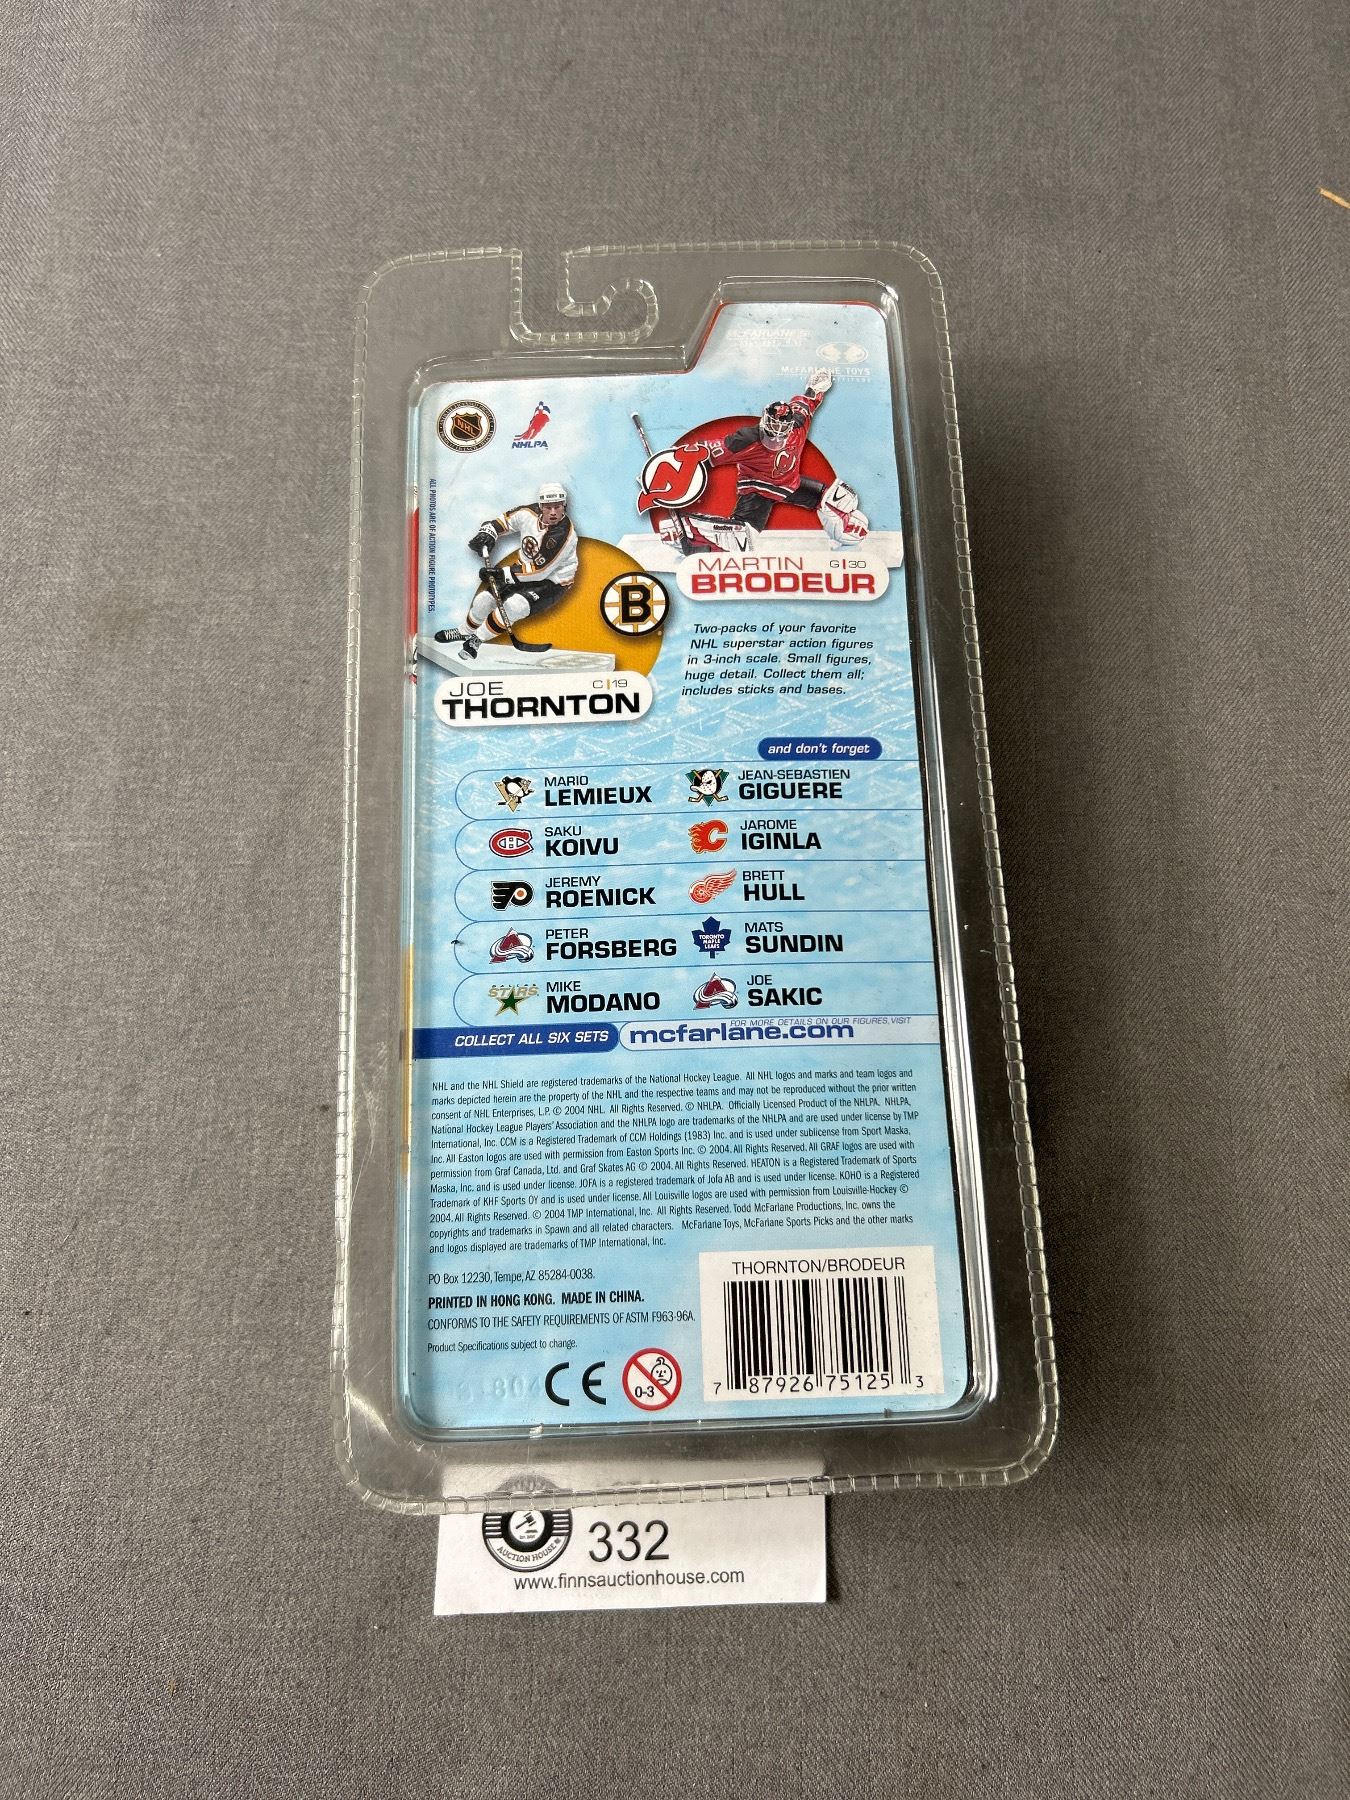 McFARLANE TOYS
NHL
NHLPA
ALL PHOTOS ARE OF ACTION FIGURE PROTOTYPES.
30
MARTIN G|30
BRODEUR
B
19
JOE C|19
THORNTON
Two-packs of your favorite
NHL superstar action figures
in 3-inch scale. Small figures,
huge detail. Collect them all;
includes sticks and bases.
and don't forget
MARIO
LEMIEUX
JEAN-SEBASTIEN
GIGUERE
SAKU
KOIVU
JAROME
IGINLA
JEREMY
ROENICK
BRETT
HULL
PETER
FORSBERG
TORONTO
MAPLE
LEAFS
MATS
SUNDIN
STARS
MIKE
MODANO
JOE
SAKIC
COLLECT ALL SIX SETS
FOR MORE DETAILS ON OUR FIGURES, VISIT
mcfarlane.com
NHL and the NHL Shield are registered trademarks of the National Hockey League. All NHL logos and marks and team logos and
marks depicted herein are the property of the NHL and the respective teams and may not be reproduced without the prior written
consent of NHL Enterprises, L.P. © 2004 NHL. All Rights Reserved. © NHLPA. Officially Licensed Product of the NHLPA. NHLPA,
National Hockey League Players' Association and the NHLPA logo are trademarks of the NHLPA and are used under license by TMP
International, Inc. CCM is a Registered Trademark of CCM Holdings (1983) Inc. and is used under sublicense from Sport Maska,
Inc. All Easton logos are used with permission from Easton Sports Inc. © 2004. All Rights Reserved. All GRAF logos are used with
permission from Graf Canada, Ltd. and Graf Skates AG © 2004. All Rights Reserved. HEATON is a Registered Trademark of Sports
Maska, Inc. and is used under license. JOFA is a registered trademark of Jofa AB and is used under license. KOHO is a Registered
Trademark of KHF Sports OY and is used under license. All Louisville logos are used with permission from Louisville-Hockey ©
2004. All Rights Reserved. © 2004 TMP International, Inc. All Rights Reserved. Todd McFarlane Productions, Inc. owns the
copyrights and trademarks in Spawn and all related characters. McFarlane Toys, McFarlane Sports Picks and the other marks
and logos displayed are trademarks of TMP International, Inc.
PO Box 12230, Tempe, AZ 85284-0038.
PRINTED IN HONG KONG. MADE IN CHINA.
CONFORMS TO THE SAFETY REQUIREMENTS OF ASTM F963-96A.
Product Specifications subject to change.
CE
0-3
THORNTON/BRODEUR
7 87926 75125 3
AUCTION HOUSE
332
www.finnsauctionhouse.com